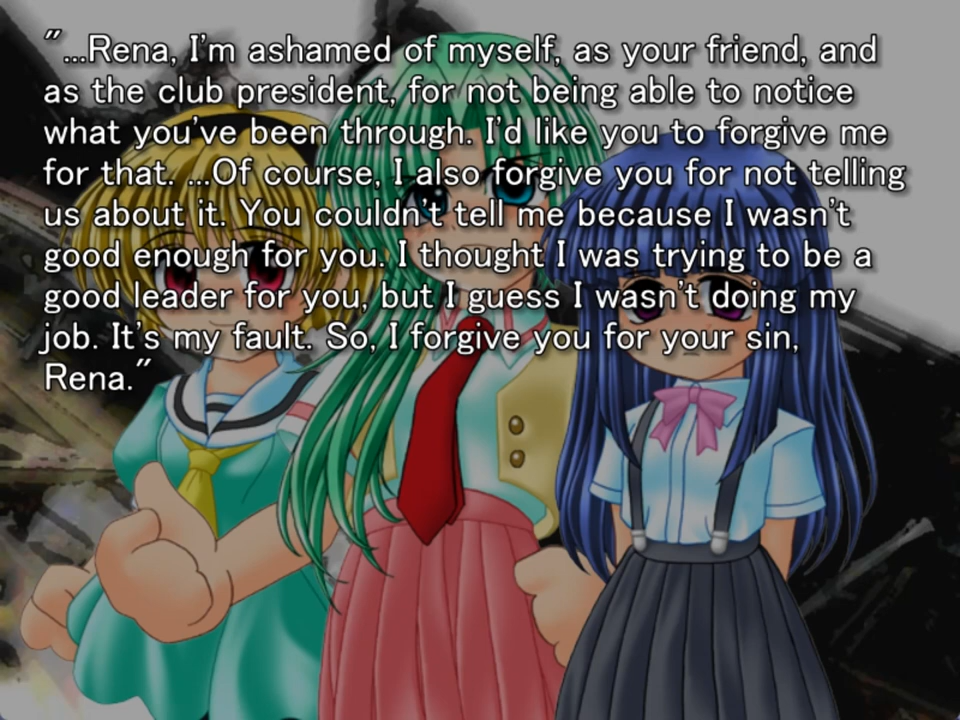 "...Rena, I'm ashamed of myself, as your friend, and
as the club president, for not being able to notice
what you've been through. I'd like you to forgive me
for that. ...Of course, I also forgive you for not telling
us about it. You couldn't tell me because I wasn't
good enough for you. I thought I was trying to be a
good leader for you, but I guess I wasn't doing my
job. It's my fault. So, I forgive you for your sin,
Rena."